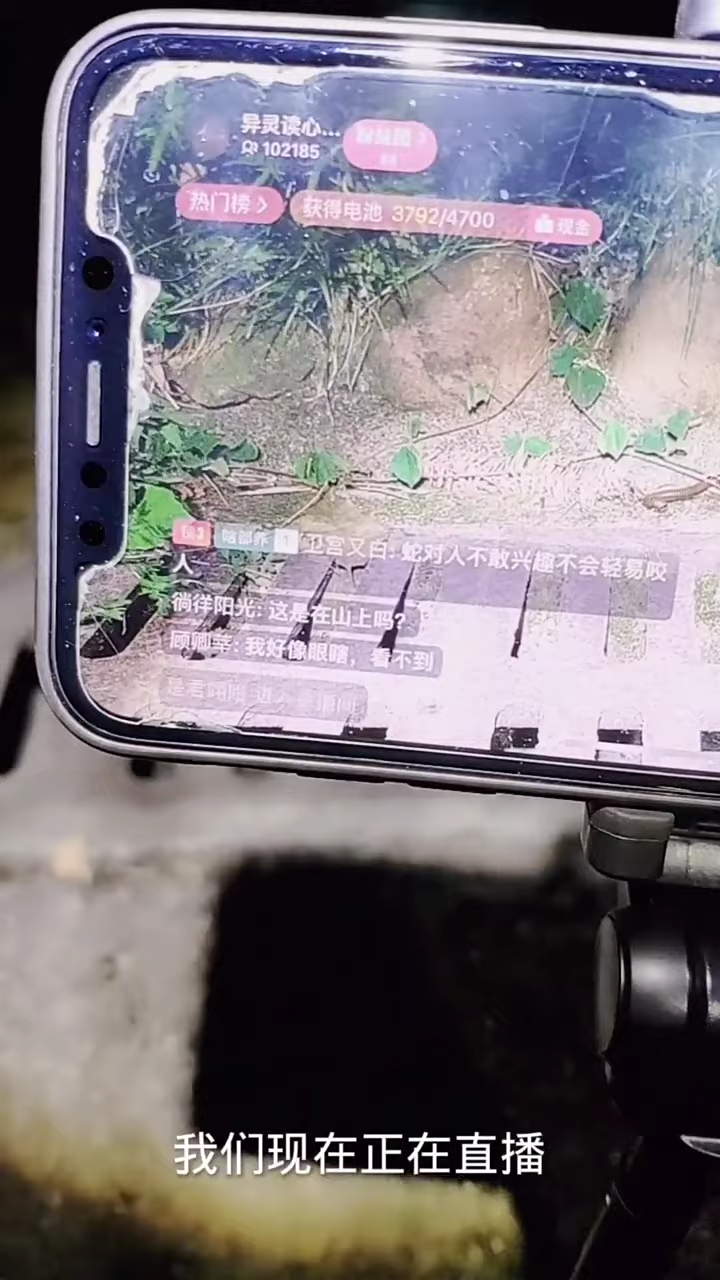 异灵读心...
102185
热门榜 >
获得电池 3792/4700
现金
卫宫又白: 蛇对人不敢兴趣不会轻易咬
人
徜徉阳光: 这是在山上吗?
顾卿苹: 我好像眼瞎，看不到
我们现在正在直播